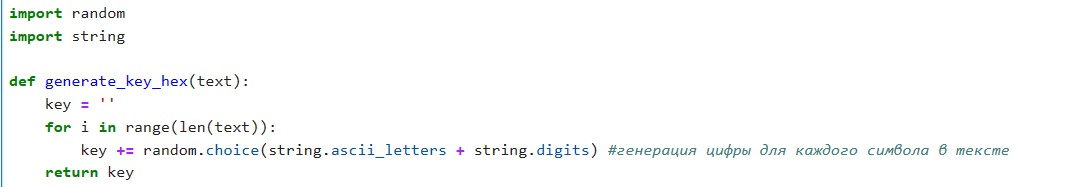 import random
import string
def generate_key_hex(text):
    key = ''
    for i in range(len(text)):
        key += random.choice(string.ascii_letters + string.digits) #генерация цифры для каждого символа в тексте
    return key